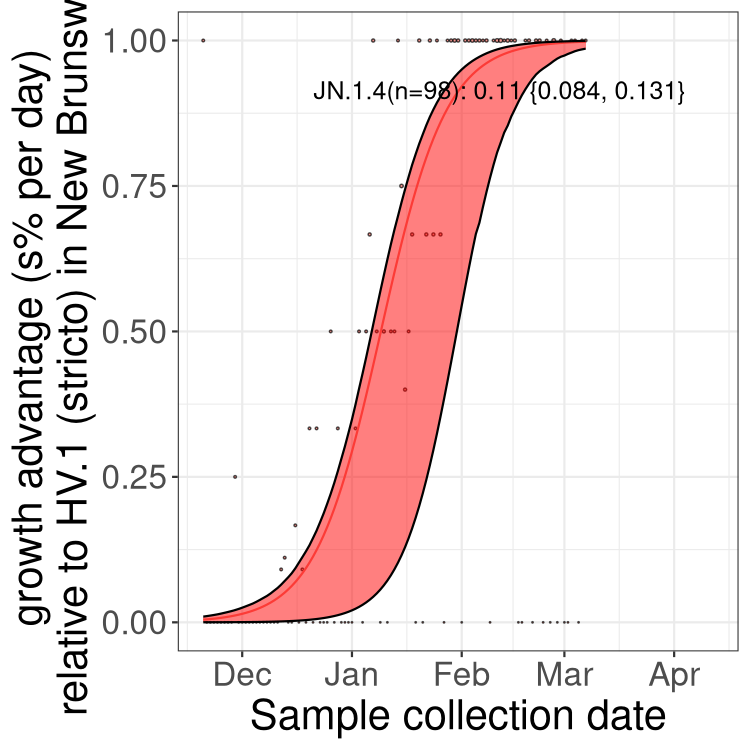 growth advantage (s% per day)
relative to HV.1 (stricto) in New Brunsw
1.00
0.75
0.50
0.25
0.00
JN.1.4(n=98): 0.11 {0.084, 0.131}
Dec Jan Feb Mar Apr
Sample collection date